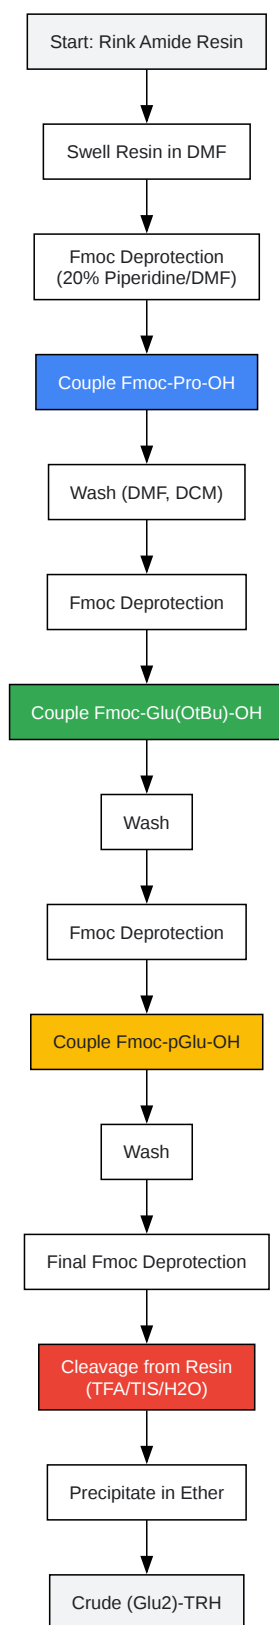 Start: Rink Amide Resin
Swell Resin in DMF
Fmoc Deprotection
(20% Piperidine/DMF)
Couple Fmoc-Pro-OH
Wash (DMF, DCM)
Fmoc Deprotection
Couple Fmoc-Glu(OtBu)-OH
Wash
Fmoc Deprotection
Couple Fmoc-pGlu-OH
Wash
Final Fmoc Deprotection
Cleavage from Resin
(TFA/TIS/H2O)
Precipitate in Ether
Crude (Glu2)-TRH